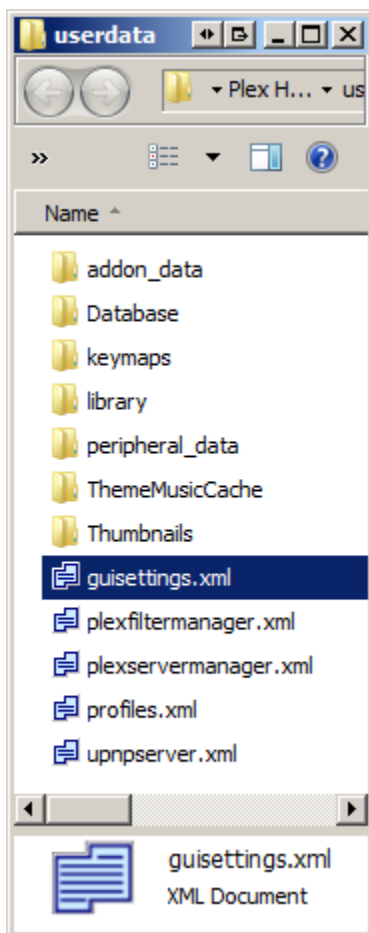 userdata
Plex H... us
»
Name
addon_data
Database
keymaps
library
peripheral_data
ThemeMusicCache
Thumbnails
guisettings.xml
plexfiltermanager.xml
plexservermanager.xml
profiles.xml
upnpserver.xml
guisettings.xml
XML Document